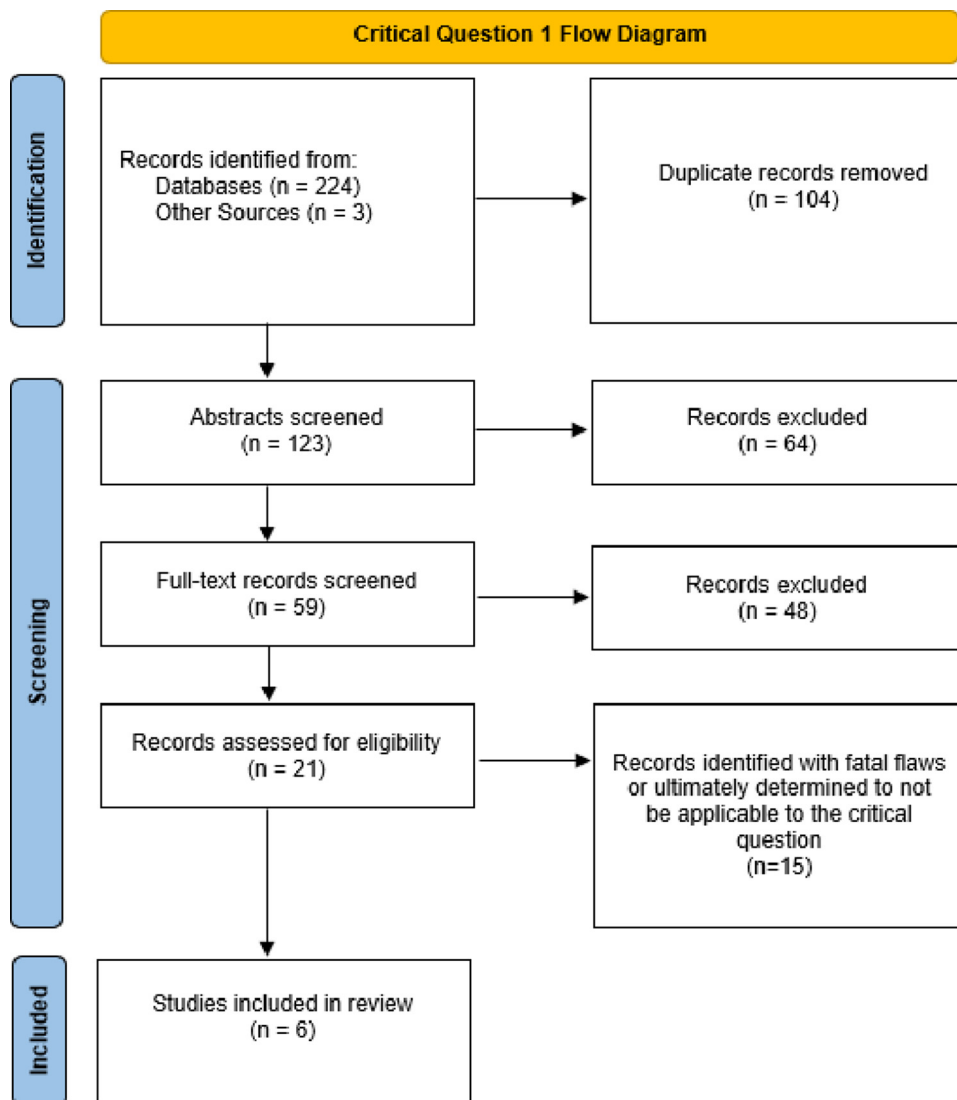 Critical Question 1 Flow Diagram
Identification
Records identified from:
Databases (n = 224)
Other Sources (n = 3)
Duplicate records removed
(n = 104)
Screening
Abstracts screened
(n = 123)
Records excluded
(n = 64)
Full-text records screened
(n = 59)
Records excluded
(n = 48)
Records assessed for eligibility
(n = 21)
Records identified with fatal flaws
or ultimately determined to not
be applicable to the critical
question
(n=15)
Included
Studies included in review
(n = 6)